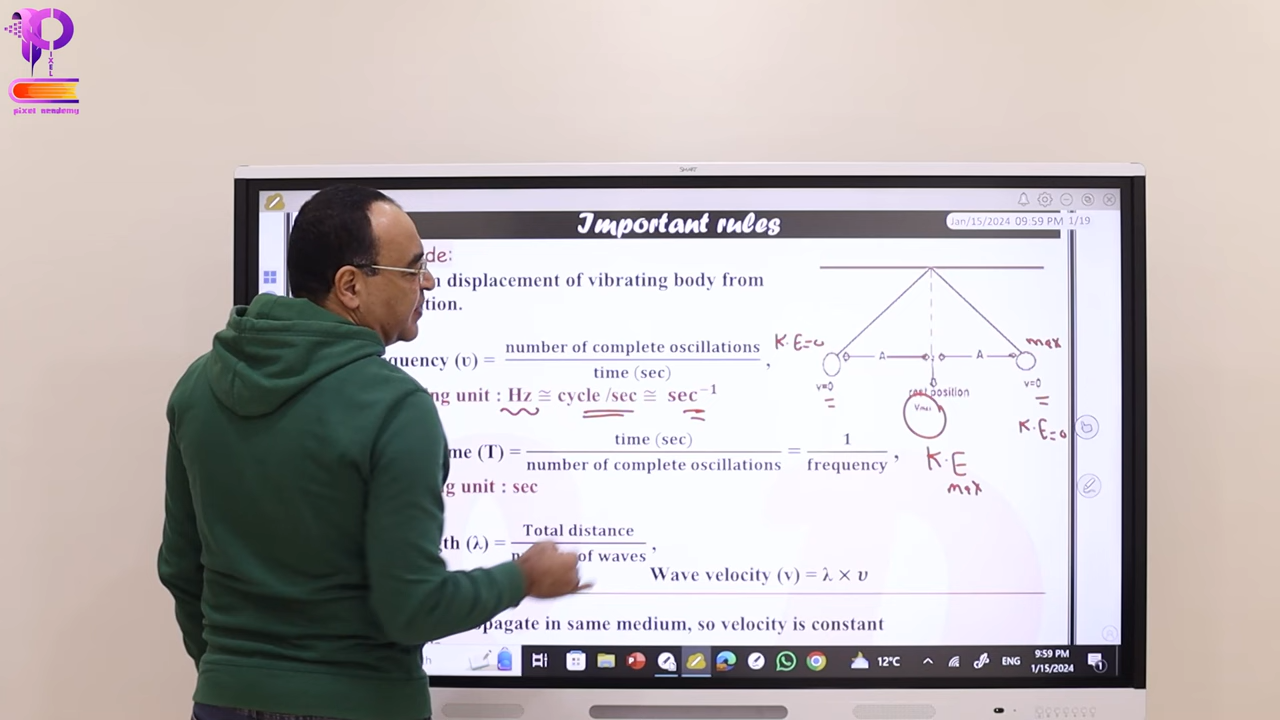 PIXEL
pixel academy
SMART
Important rules
Jan/15/2024 09:59 PM 1/19
de:
displacement of vibrating body from
tion.
quency (υ) = number of complete oscillations / time (sec) ,
ng unit : Hz ≅ cycle /sec ≅ sec⁻¹
me (T) = time (sec) / number of complete oscillations = 1 / frequency ,
g unit : sec
gth (λ) = Total distance / of waves ,
Wave velocity (v) = λ × υ
pagate in same medium, so velocity is constant
K.E=0
max
A
A
v=0
rest position
v=0
Vmax
K.E=0
K.E
max
12°C
ENG
9:59 PM
1/15/2024